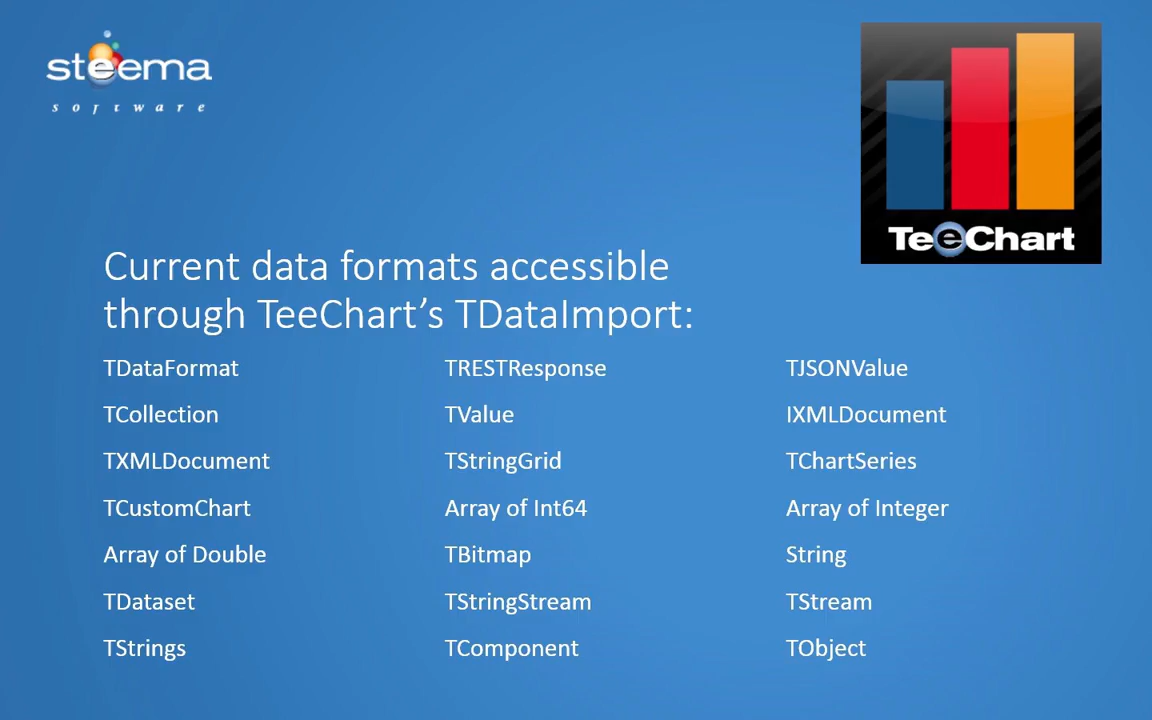 steema
software
TeeChart
Current data formats accessible
through TeeChart’s TDataImport:
TDataFormat TRESTResponse TJSONValue
TCollection TValue IXMLDocument
TXMLDocument TStringGrid TChartSeries
TCustomChart Array of Int64 Array of Integer
Array of Double TBitmap String
TDataset TStringStream TStream
TStrings TComponent TObject